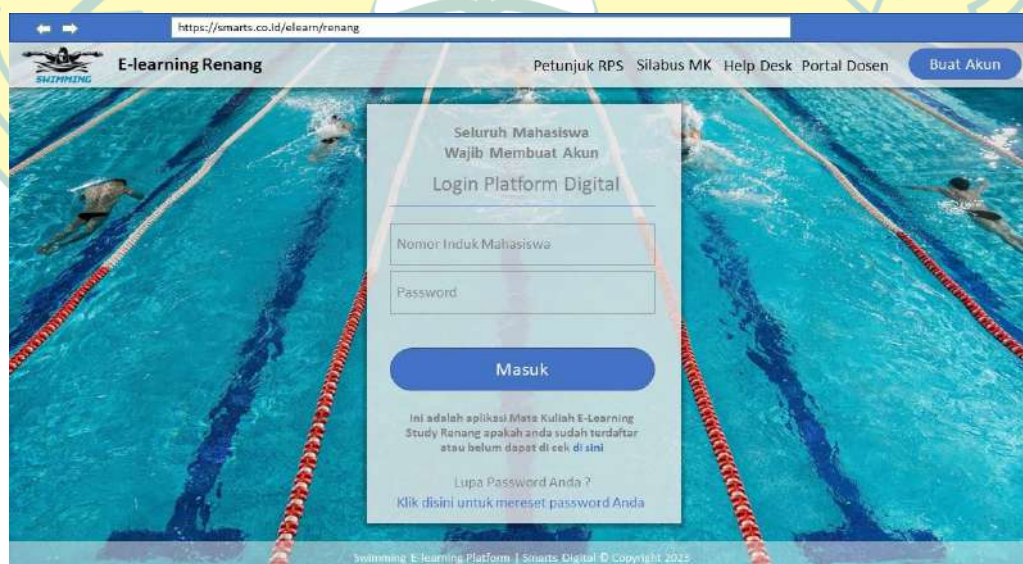 https://smarts.co.id/elearn/renang
SWIMMING
E-learning Renang
Petunjuk RPS
Silabus MK
Help Desk
Portal Dosen
Buat Akun
Seluruh Mahasiswa
Wajib Membuat Akun
Login Platform Digital
Nomor Induk Mahasiswa
Password
Masuk
Ini adalah aplikasi Mata Kuliah E-Learning
Study Renang apakah anda sudah terdaftar
atau belum dapat di cek di sini
Lupa Password Anda ?
Klik disini untuk mereset password Anda
Swimming E-learning Platform | Smarts Digital © Copyright 2023